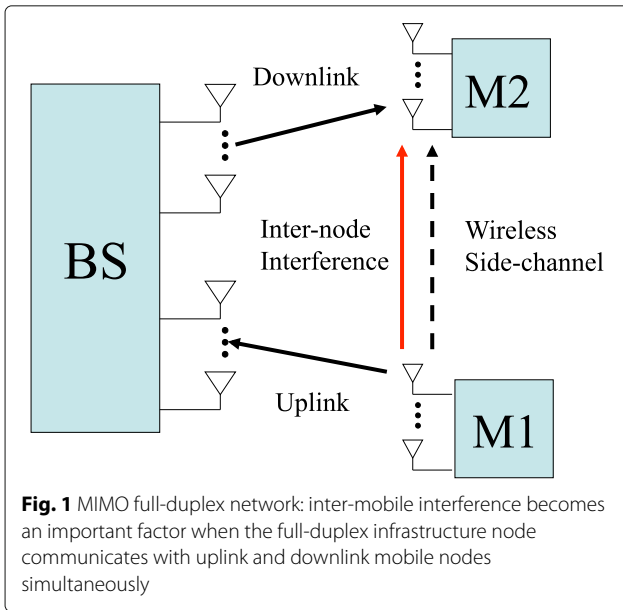 Downlink
M2
BS
Inter-node
Interference
Wireless
Side-channel
Uplink
M1
Fig. 1 MIMO full-duplex network: inter-mobile interference becomes
an important factor when the full-duplex infrastructure node
communicates with uplink and downlink mobile nodes
simultaneously